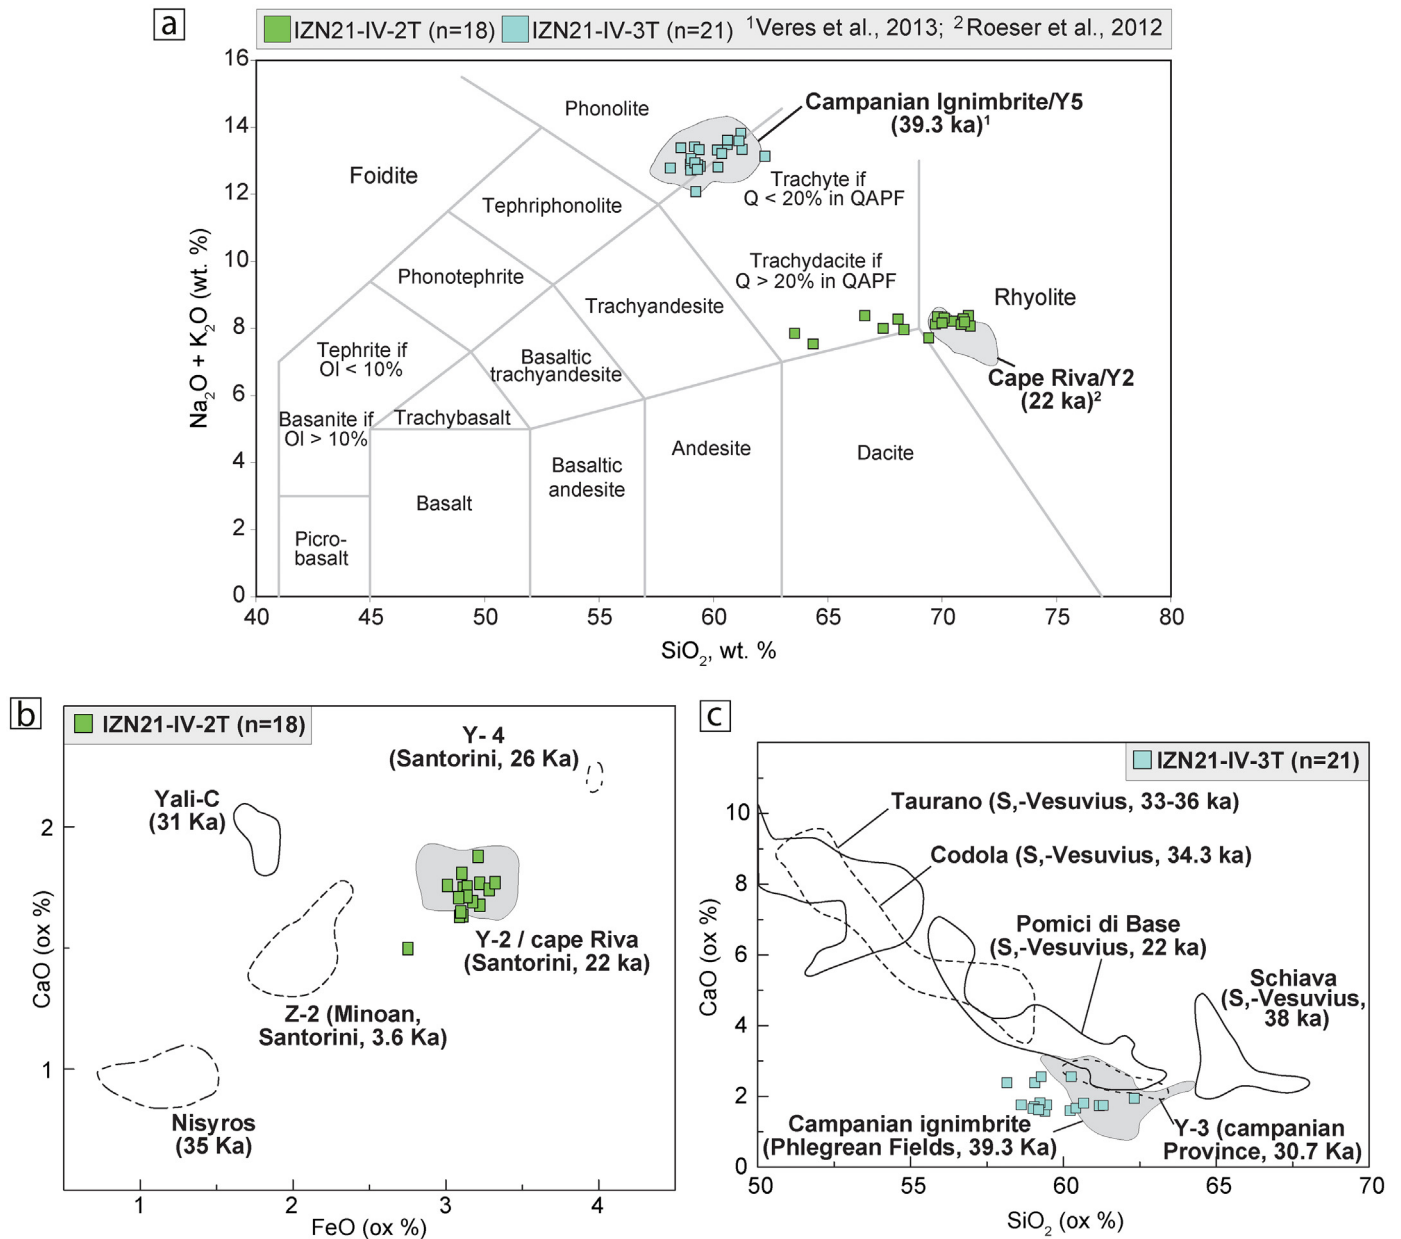 a
IZN21-IV-2T (n=18) IZN21-IV-3T (n=21) ¹Veres et al., 2013; ²Roeser et al., 2012
16
14
12
10
8
6
4
2
0
Na₂O + K₂O (wt. %)
40 45 50 55 60 65 70 75 80
SiO₂, wt. %
Phonolite
Campanian Ignimbrite/Y5
(39.3 ka)¹
Foidite
Trachyte if
Q < 20% in QAPF
Tephriphonolite
Trachydacite if
Q > 20% in QAPF
Phonotephrite
Rhyolite
Trachyandesite
Tephrite if
Ol < 10%
Basaltic
trachyandesite
Cape Riva/Y2
(22 ka)²
Basanite if
Ol > 10%
Trachybasalt
Andesite
Dacite
Basaltic
andesite
Basalt
Picro-
basalt
b
IZN21-IV-2T (n=18)
Y- 4
(Santorini, 26 Ka)
Yali-C
(31 Ka)
Y-2 / cape Riva
(Santorini, 22 ka)
Z-2 (Minoan,
Santorini, 3.6 Ka)
Nisyros
(35 Ka)
2
1
CaO (ox %)
1 2 3 4
FeO (ox %)
c
IZN21-IV-3T (n=21)
Taurano (S,-Vesuvius, 33-36 ka)
Codola (S,-Vesuvius, 34.3 ka)
Pomici di Base
(S,-Vesuvius, 22 ka)
Schiava
(S,-Vesuvius,
38 ka)
Campanian ignimbrite
(Phlegrean Fields, 39.3 Ka)
Y-3 (campanian
Province, 30.7 Ka)
10
8
6
4
2
0
CaO (ox %)
50 55 60 65 70
SiO₂ (ox %)